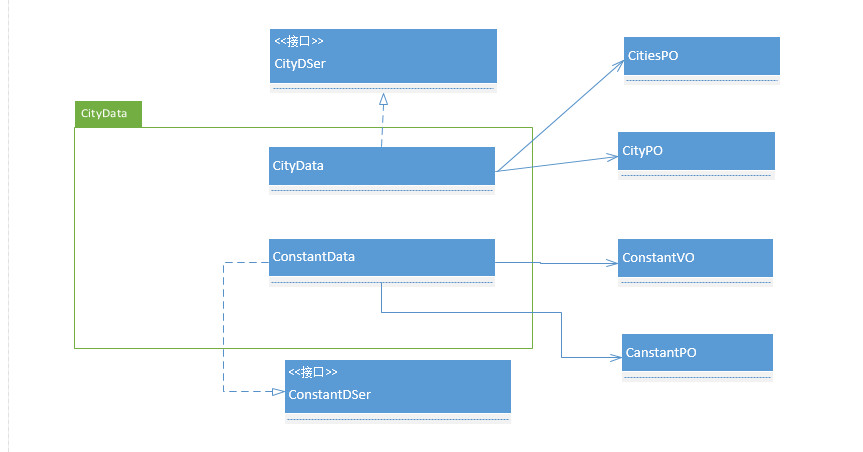 <<接口>>
CityDSer
CitiesPO
CityData
CityData
CityPO
ConstantData
ConstantVO
CanstantPO
<<接口>>
ConstantDSer